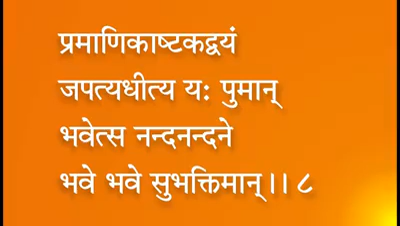 प्रमाणिकाष्टकद्वयं
जपत्यधीत्य यः पुमान्
भवेत्स नन्दनन्दने
भवे भवे सुभक्तिमान्।। ८